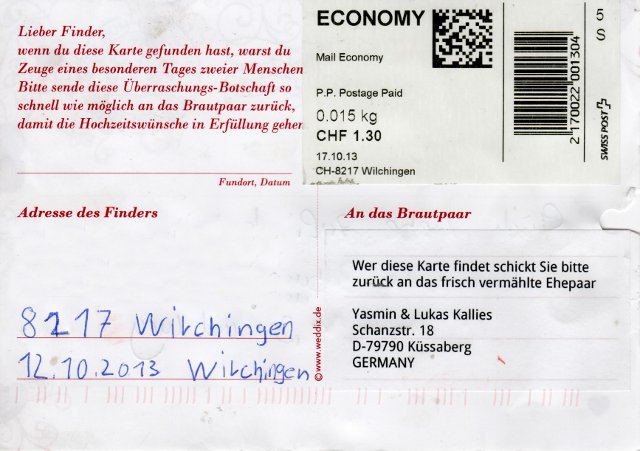 Lieber Finder,
wenn du diese Karte gefunden hast, warst du
Zeuge eines besonderen Tages zweier Menschen
Bitte sende diese Überraschungs-Botschaft so
schnell wie möglich an das Brautpaar zurück,
damit die Hochzeitswünsche in Erfüllung gehen
Fundort, Datum
ECONOMY
Mail Economy
P.P. Postage Paid
0.015 kg
CHF 1.30
17.10.13
CH-8217 Wilchingen
2 170022 001304
5
S
SWISS POST
Adresse des Finders
8217 Wilchingen
12.10.2013 Wilchingen
© www.weddix.de
An das Brautpaar
Wer diese Karte findet schickt Sie bitte
zurück an das frisch vermählte Ehepaar
Yasmin & Lukas Kallies
Schanzstr. 18
D-79790 Küssaberg
GERMANY